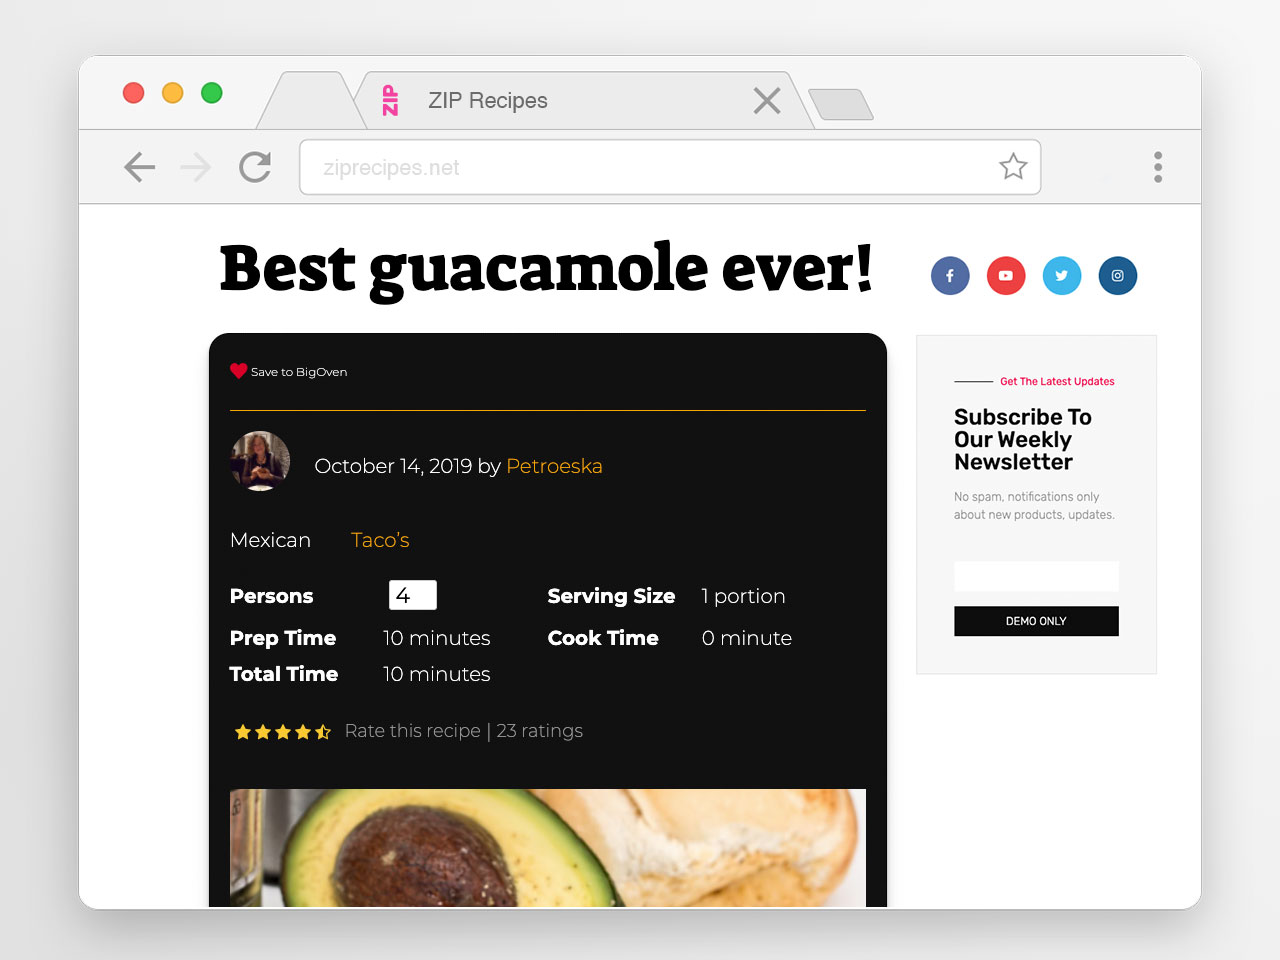 ZIP
ZIP Recipes
ziprecipes.net
Best guacamole ever!
Save to BigOven
October 14, 2019 by Petroeska
Mexican Taco’s
Persons 4 Serving Size 1 portion
Prep Time 10 minutes Cook Time 0 minute
Total Time 10 minutes
Rate this recipe | 23 ratings
Get The Latest Updates
Subscribe To
Our Weekly
Newsletter
No spam, notifications only
about new products, updates.
DEMO ONLY